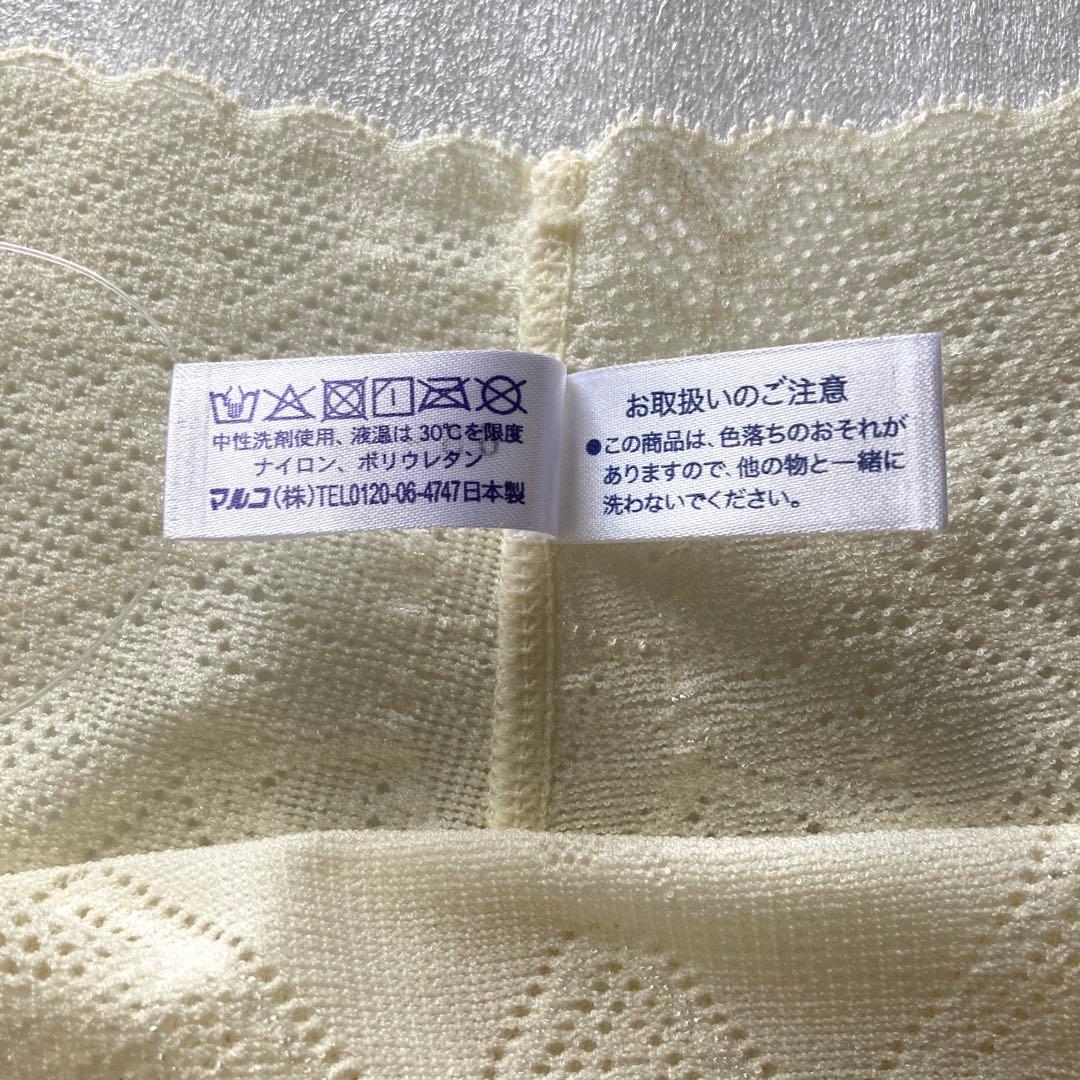 中性洗剤使用、液温は 30℃を限度
ナイロン、ポリウレタン
マルコ(株)TEL0120-06-4747日本製
お取扱いのご注意
●この商品は、色落ちのおそれが
ありますので、他の物と一緒に
洗わないでください。